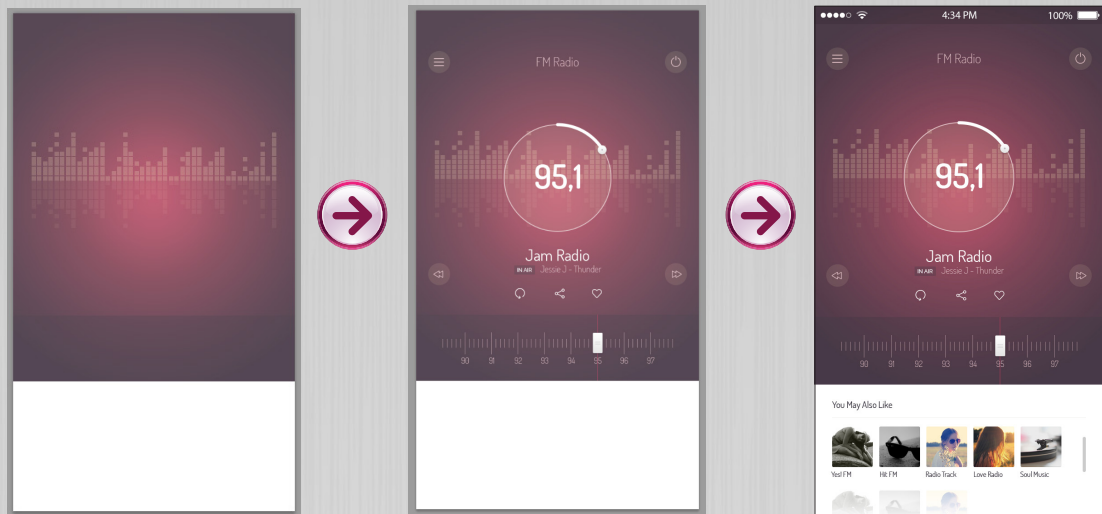 FM Radio
95,1
Jam Radio
IN AIR Jessie J - Thunder
90 91 92 93 94 95 96 97
4:34 PM 100%
FM Radio
95,1
Jam Radio
IN AIR Jessie J - Thunder
90 91 92 93 94 95 96 97
You May Also Like
Yes! FM Hit FM Radio Track Love Radio Soul Music